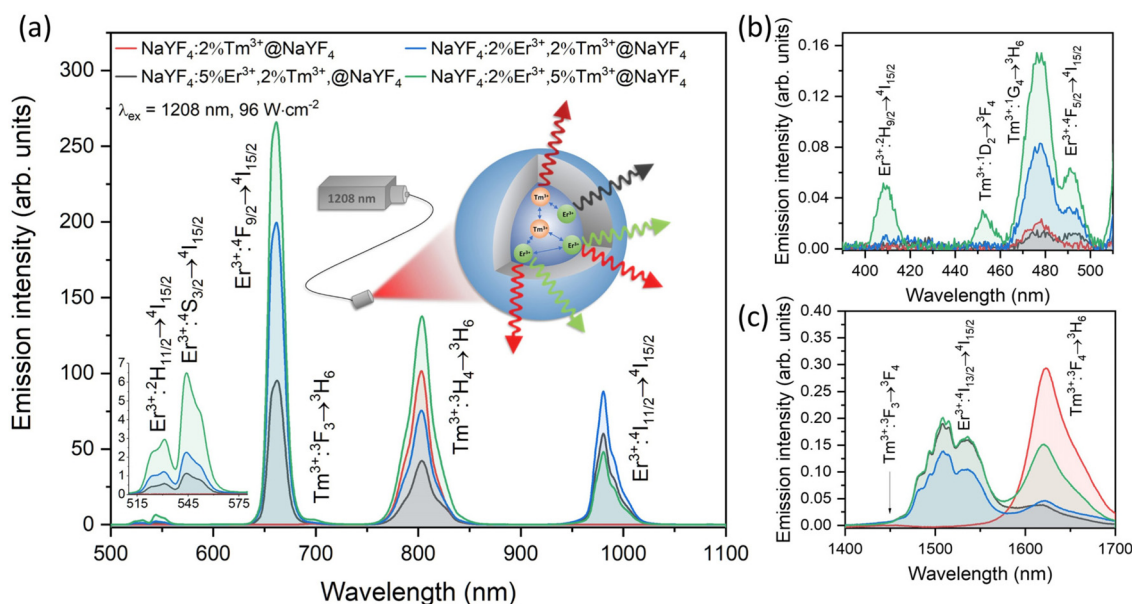 (a)
NaYF₄:2%Tm³⁺@NaYF₄
NaYF₄:2%Er³⁺,2%Tm³⁺@NaYF₄
NaYF₄:5%Er³⁺,2%Tm³⁺,@NaYF₄
NaYF₄:2%Er³⁺,5%Tm³⁺@NaYF₄
λₑₓ = 1208 nm, 96 W·cm⁻²
Emission intensity (arb. units)
300
250
200
150
100
50
0
500 600 700 800 900 1000 1100
Wavelength (nm)
Er³⁺:²H₁₁/₂→⁴I₁₅/₂
Er³⁺:⁴S₃/₂→⁴I₁₅/₂
Er³⁺:⁴F₉/₂→⁴I₁₅/₂
Tm³⁺:³F₃→³H₆
Tm³⁺:³H₄→³H₆
Er³⁺:⁴I₁₁/₂→⁴I₁₅/₂
7
6
5
4
3
2
1
0
515 545 575
1208 nm
Tm³⁺
Er³⁺
Tm³⁺
Er³⁺
Er³⁺
(b)
Emission intensity (arb. units)
0.16
0.12
0.08
0.04
0.00
400 420 440 460 480 500
Wavelength (nm)
Er³⁺:²H₉/₂→⁴I₁₅/₂
Tm³⁺:¹D₂→³F₄
Tm³⁺:¹G₄→³H₆
Er³⁺:⁴F₅/₂→⁴I₁₅/₂
(c)
Emission intensity (arb. units)
0.40
0.35
0.30
0.25
0.20
0.15
0.10
0.05
0.00
1400 1500 1600 1700
Wavelength (nm)
Tm³⁺:³F₃→³F₄
Er³⁺:⁴I₁₃/₂→⁴I₁₅/₂
Tm³⁺:³F₄→³H₆